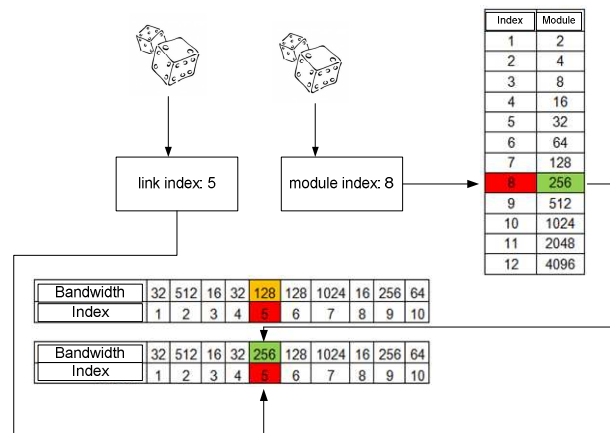 Index Module
1 2
2 4
3 8
4 16
5 32
6 64
7 128
8 256
9 512
10 1024
11 2048
12 4096
link index: 5
module index: 8
Bandwidth 32 512 16 32 128 128 1024 16 256 64
Index 1 2 3 4 5 6 7 8 9 10
Bandwidth 32 512 16 32 256 128 1024 16 256 64
Index 1 2 3 4 5 6 7 8 9 10